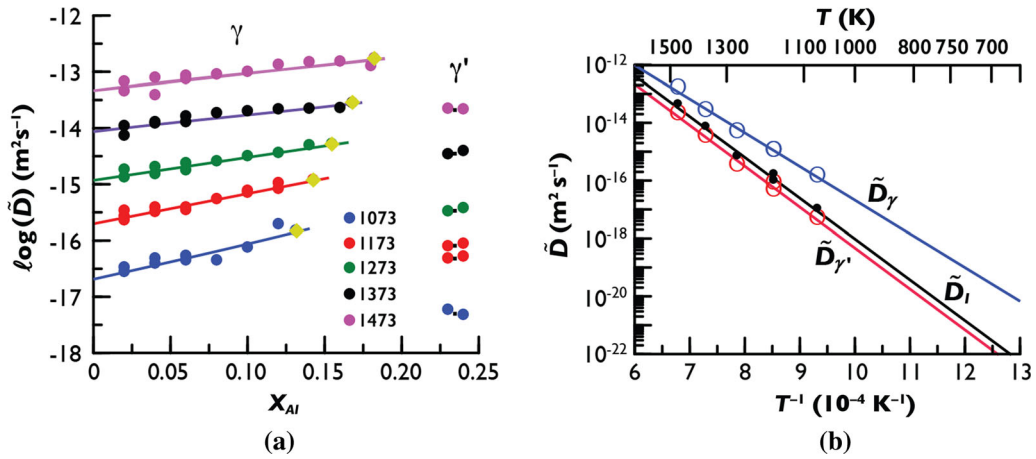 -12
-13
-14
-15
-16
-17
-18
log(D̃) (m²s⁻¹)
γ
γ'
1073
1173
1273
1373
1473
0 0.05 0.10 0.15 0.20 0.25
X_Al
(a)
T (K)
1500 1300 1100 1000 900 800 750 700
10⁻¹²
10⁻¹⁴
10⁻¹⁶
10⁻¹⁸
10⁻²⁰
10⁻²²
D̃ (m² s⁻¹)
D̃γ
D̃γ'
D̃I
6 7 8 9 10 11 12 13
T⁻¹ (10⁻⁴ K⁻¹)
(b)